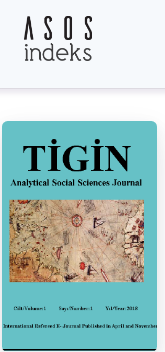 ASOS
indeks
TİGİN
Analytical Social Sciences Journal
Cilt/Volume:1 Sayı/Number:1 Yıl/Year:2018
International Refereed E- Journal Published in April and November